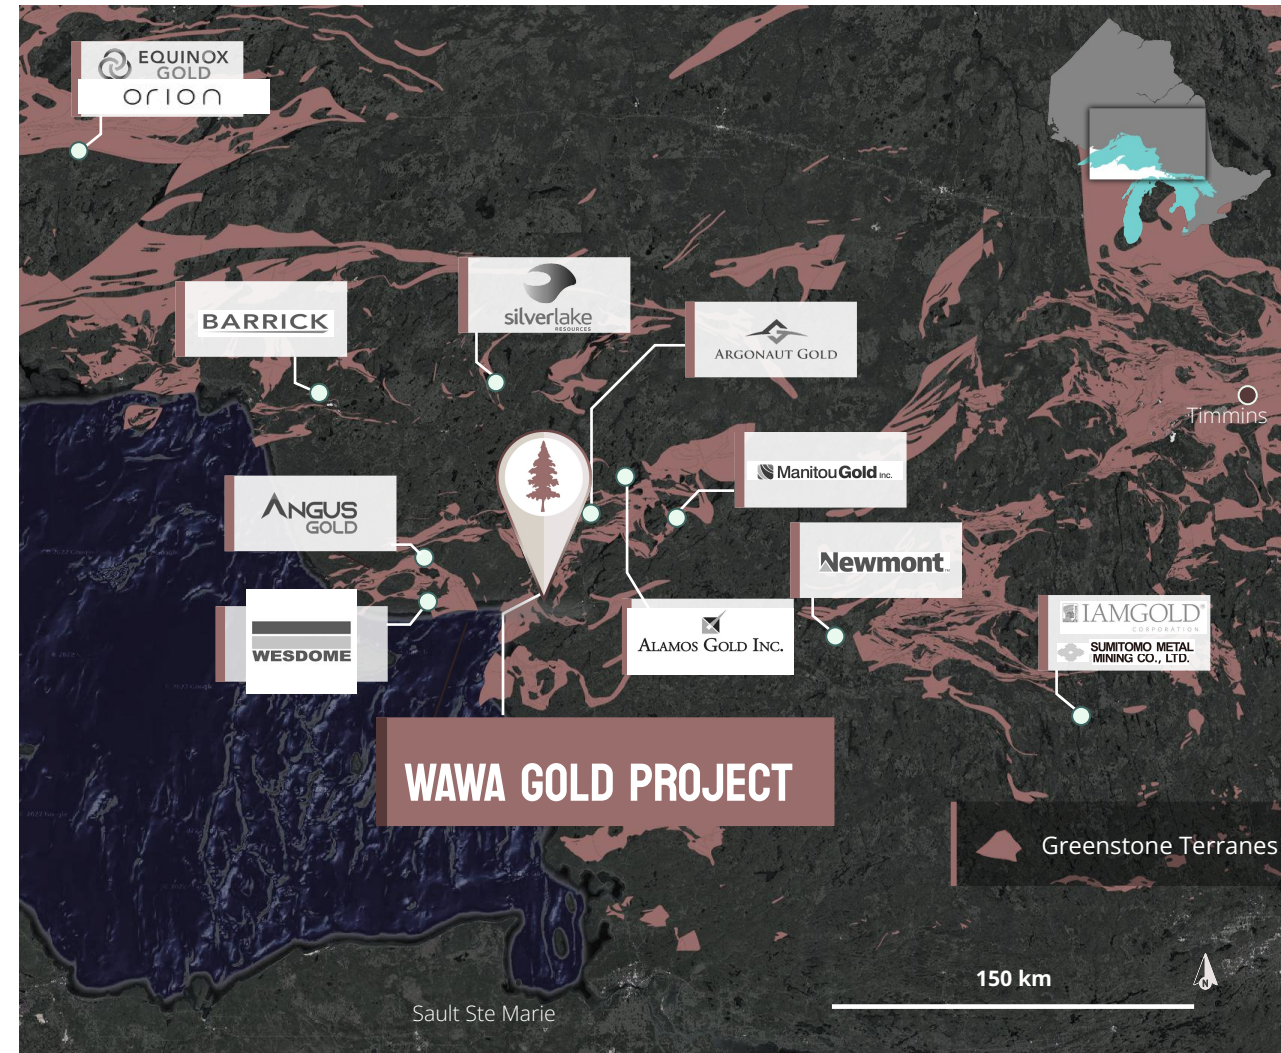 EQUINOX
GOLD
orion
BARRICK
silverlake
RESOURCES
ARGONAUT GOLD
Timmins
ManitouGold inc.
ANGUS
GOLD
Newmont
WESDOME
ALAMOS GOLD INC.
IAMGOLD®
CORPORATION
SUMITOMO METAL
MINING CO., LTD.
WAWA GOLD PROJECT
Greenstone Terranes
150 km
N
Sault Ste Marie